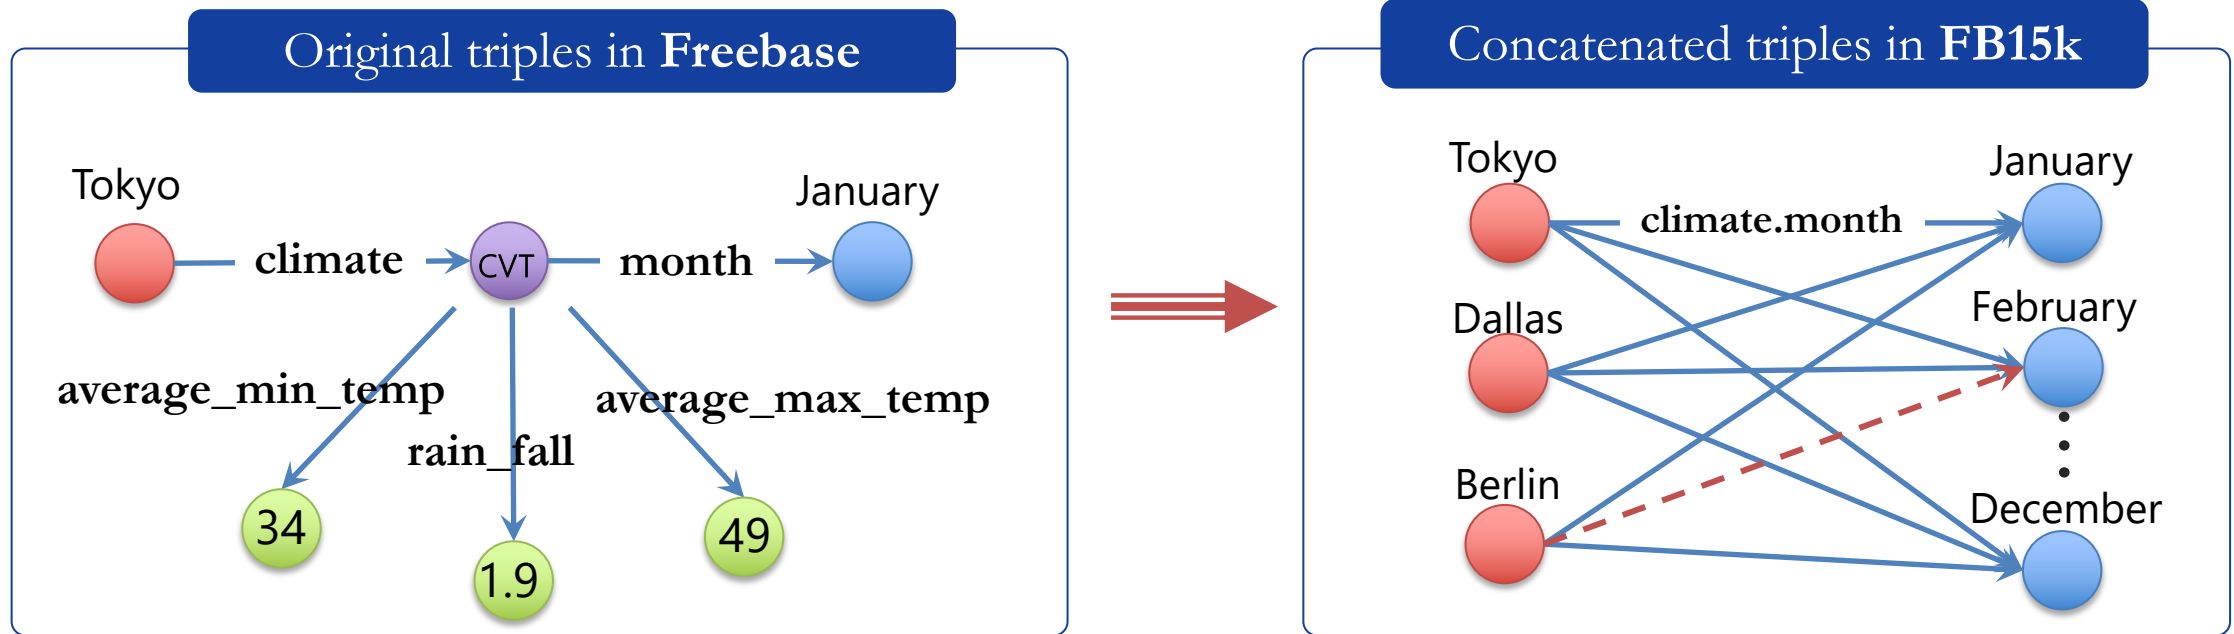 Original triples in Freebase
Tokyo
climate
CVT
month
January
average_min_temp
rain_fall
average_max_temp
34
1.9
49
Concatenated triples in FB15k
Tokyo
climate.month
January
Dallas
February
Berlin
December